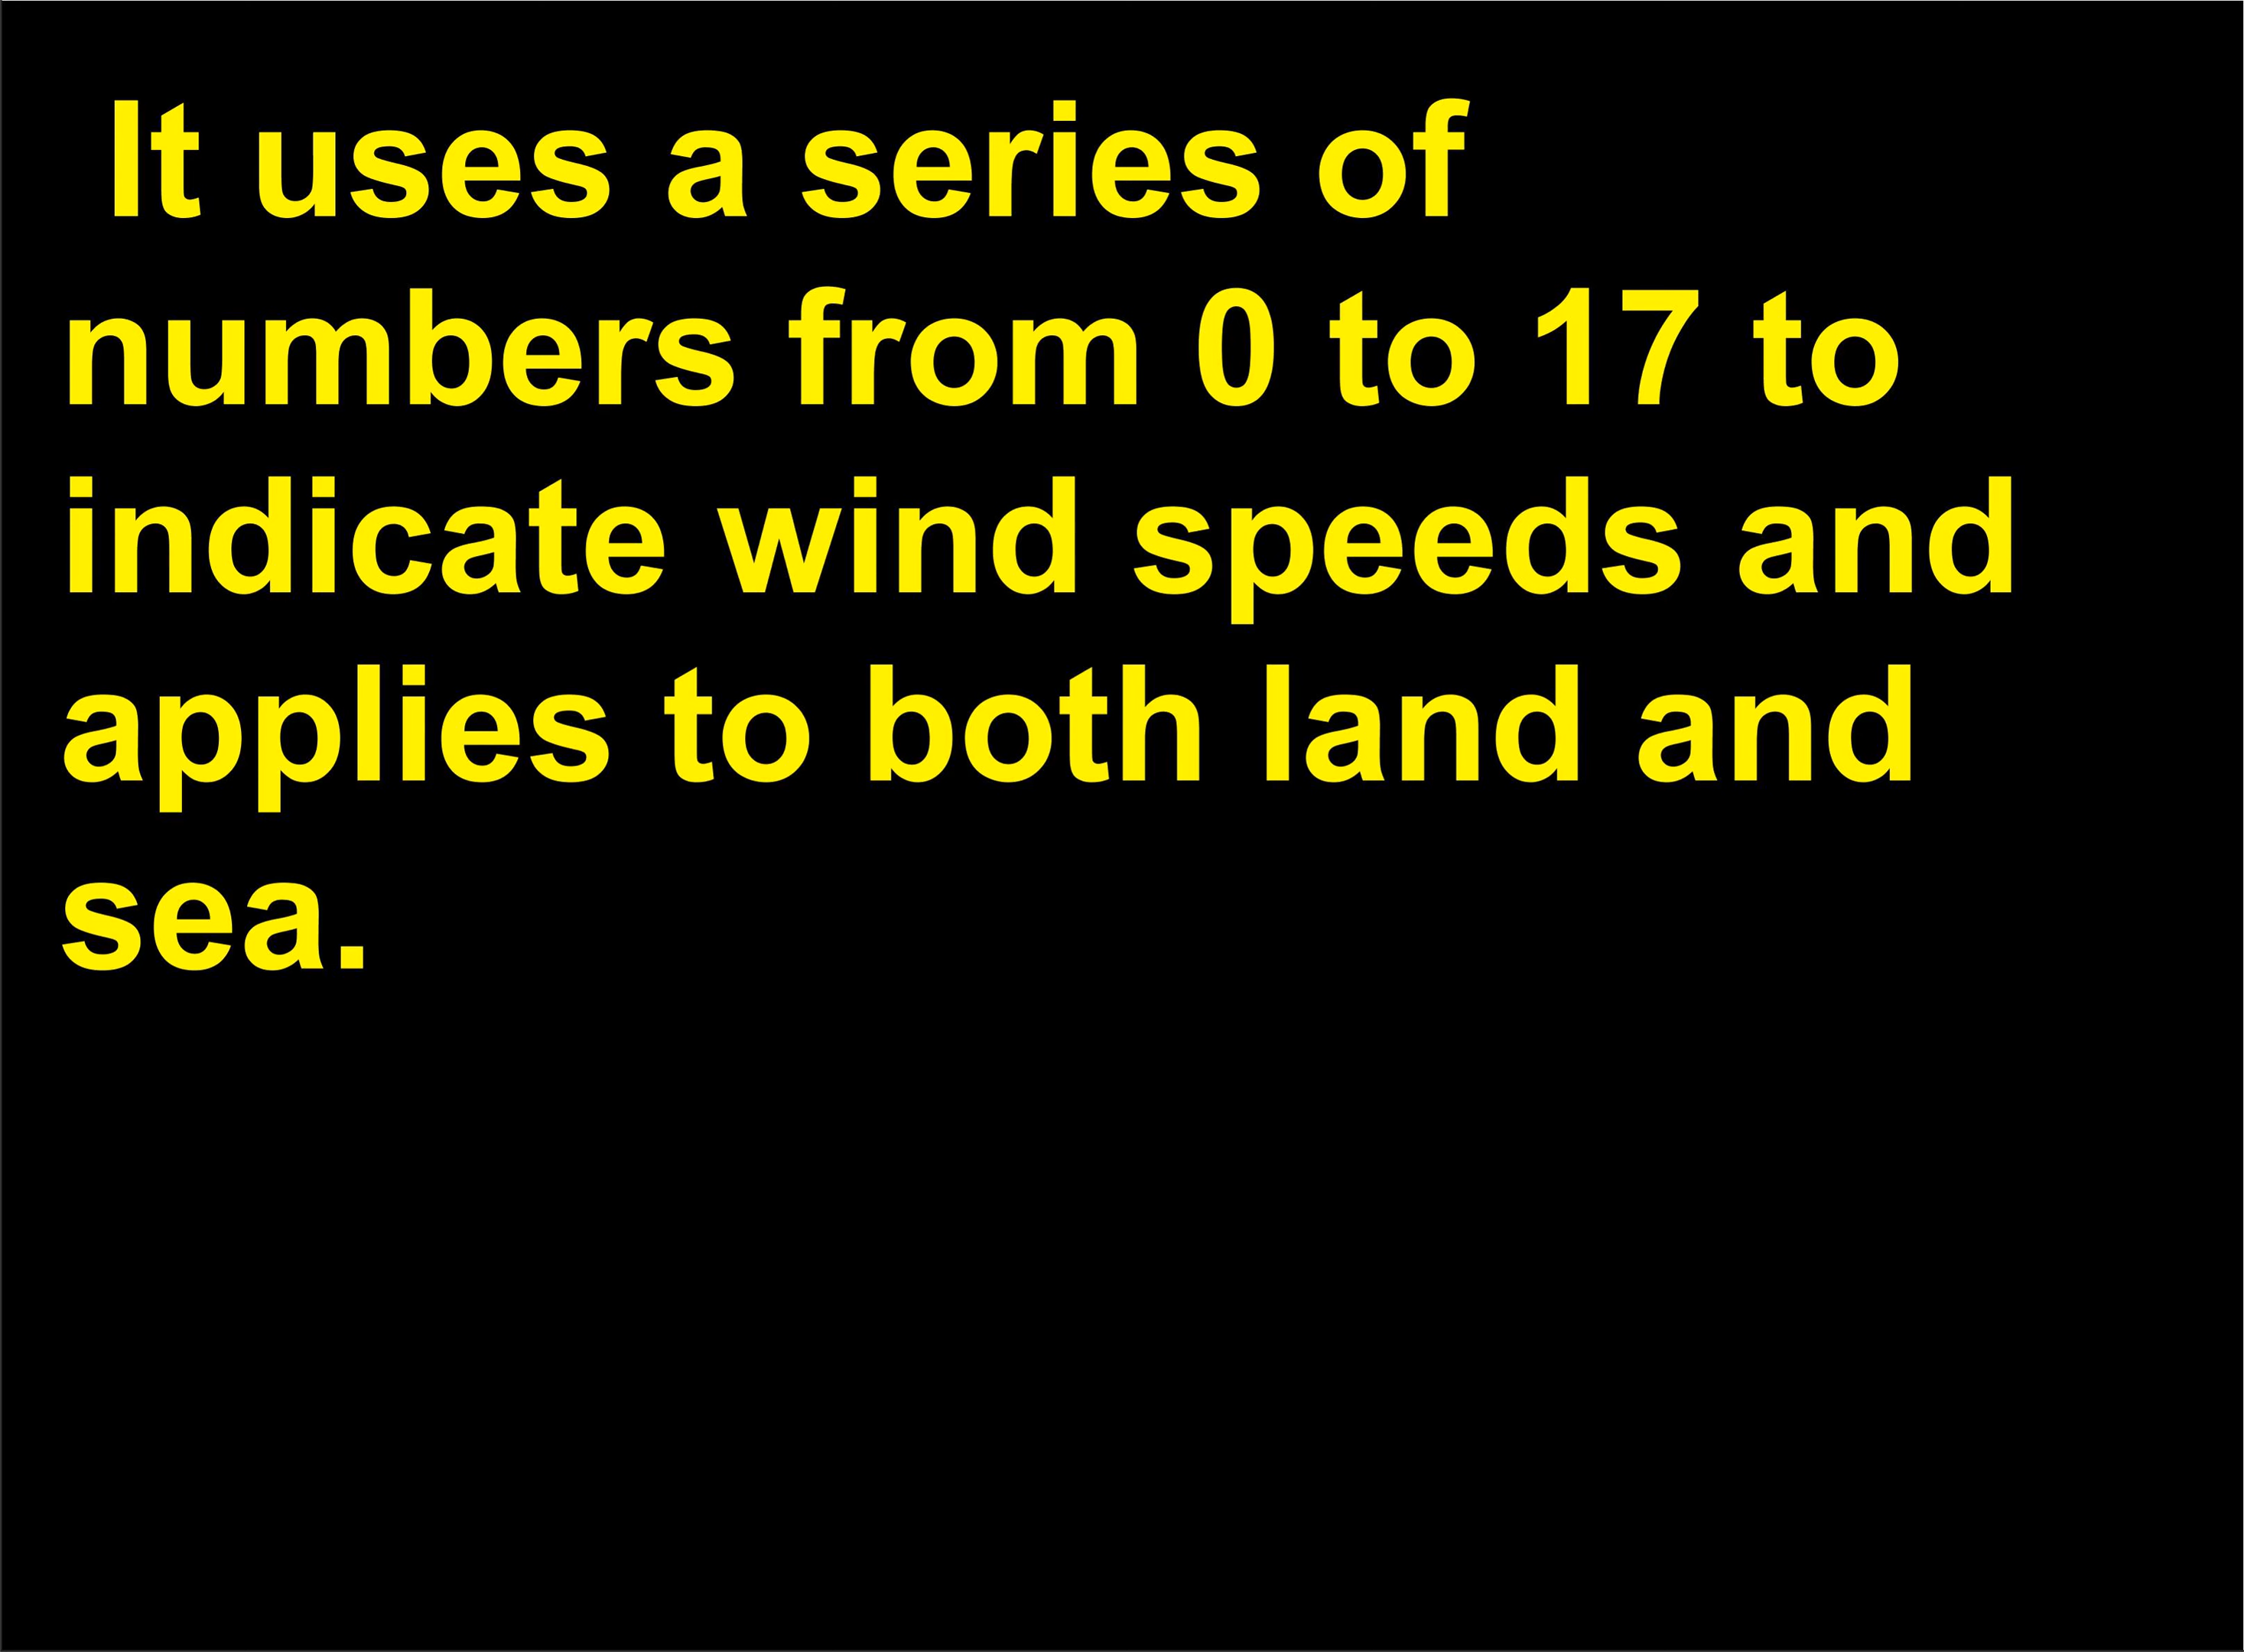 It uses a series of
numbers from 0 to 17 to
indicate wind speeds and
applies to both land and
sea.